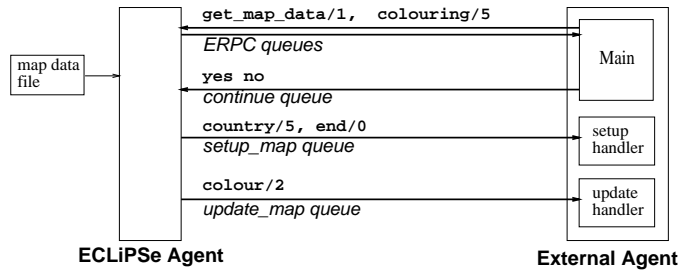 get_map_data/1, colouring/5
ERPC queues
map data
file
Main
yes no
continue queue
country/5, end/0
setup_map queue
setup
handler
colour/2
update_map queue
update
handler
ECLiPSe Agent
External Agent